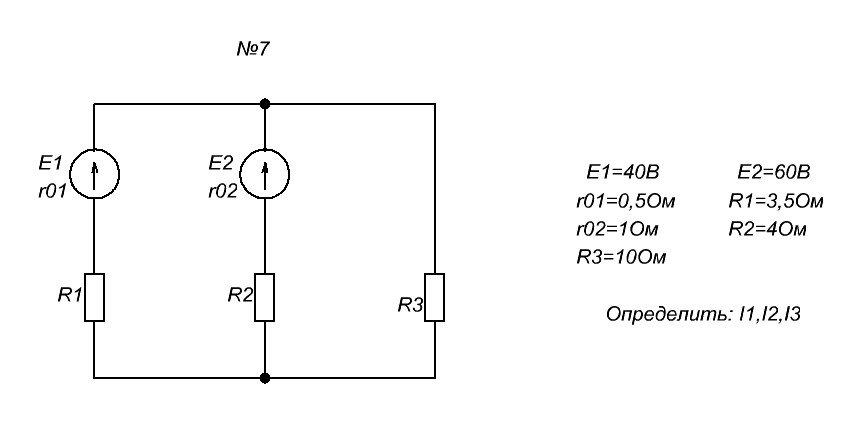 №7
E1
r01
E2
r02
R1
R2
R3
E1=40В E2=60В
r01=0,5Ом R1=3,5Ом
r02=1Ом R2=4Ом
R3=10Ом
Определить: I1,I2,I3